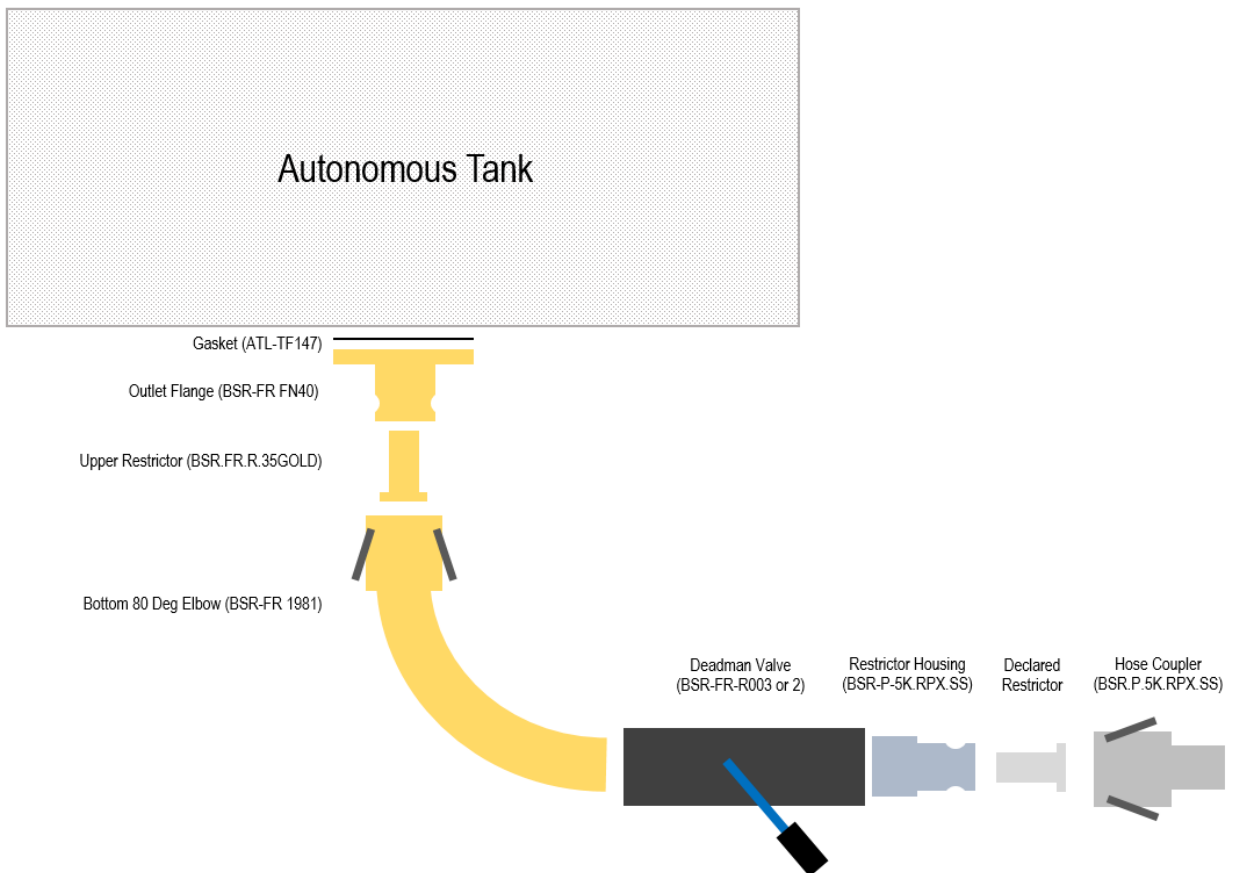 Autonomous Tank
Gasket (ATL-TF147)
Outlet Flange (BSR-FR FN40)
Upper Restrictor (BSR.FR.R.35GOLD)
Bottom 80 Deg Elbow (BSR-FR 1981)
Deadman Valve
(BSR-FR-R003 or 2)
Restrictor Housing
(BSR-P-5K.RPX.SS)
Declared
Restrictor
Hose Coupler
(BSR.P.5K.RPX.SS)